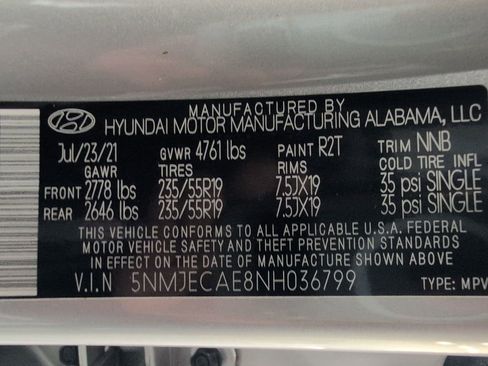 MANUFACTURED BY
HYUNDAI MOTOR MANUFACTURING ALABAMA, LLC
Jul/23/21 GVWR 4761 lbs PAINT R2T TRIM NNB
GAWR TIRES RIMS COLD TIRE INFL
FRONT 2778 lbs 235/55R19 7.5JX19 35 psi SINGLE
REAR 2646 lbs 235/55R19 7.5JX19 35 psi SINGLE
THIS VEHICLE CONFORMS TO ALL APPLICABLE U.S.A. FEDERAL
MOTOR VEHICLE SAFETY AND THEFT PREVENTION STANDARDS
IN EFFECT ON THE DATE OF MANUFACTURE SHOWN ABOVE
V.I.N 5NMJECAE8NH036799 TYPE: MPV